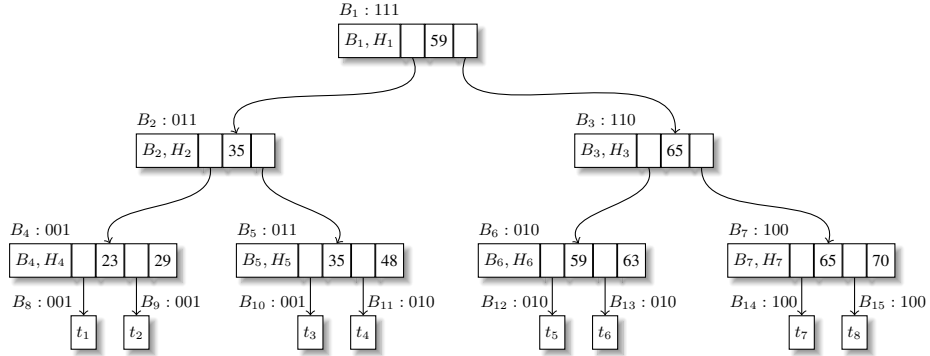 B₁ : 111
B₁, H₁ 59
B₂ : 011 B₃ : 110
B₂, H₂ 35 B₃, H₃ 65
B₄ : 001 B₅ : 011 B₆ : 010 B₇ : 100
B₄, H₄ 23 29 B₅, H₅ 35 48 B₆, H₆ 59 63 B₇, H₇ 65 70
B₈ : 001 B₉ : 001 B₁₀ : 001 B₁₁ : 010 B₁₂ : 010 B₁₃ : 010 B₁₄ : 100 B₁₅ : 100
t₁ t₂ t₃ t₄ t₅ t₆ t₇ t₈